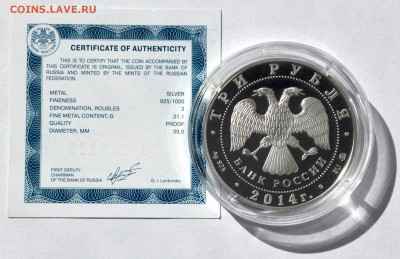 COINS.LAVE.RU
CERTIFICATE OF AUTHENTICITY
THIS IS TO CERTIFY THAT THE COIN ACCOMPANIED BY
THIS CERTIFICATE IS ORIGINAL, ISSUED BY THE BANK OF
RUSSIA AND MINTED BY THE MINTS OF THE RUSSIAN
FEDERATION.
METAL SILVER
FINENESS 925/1000
DENOMINATION, ROUBLES 3
FINE METAL CONTENT, G 31.1
QUALITY PROOF
DIAMETER, MM 39.0
FIRST DEPUTY
CHAIRMAN
OF THE BANK OF RUSSIA
ТРИ РУБЛЯ
БАНК РОССИИ
Ag 925
2014 г.